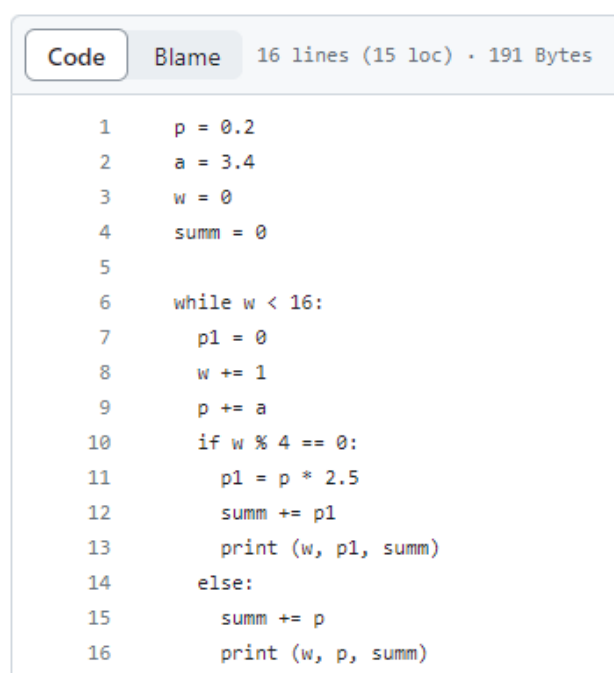 Code Blame 16 lines (15 loc) · 191 Bytes
1 p = 0.2
2 a = 3.4
3 w = 0
4 summ = 0
5
6 while w < 16:
7   p1 = 0
8   w += 1
9   p += a
10   if w % 4 == 0:
11     p1 = p * 2.5
12     summ += p1
13     print (w, p1, summ)
14   else:
15     summ += p
16     print (w, p, summ)